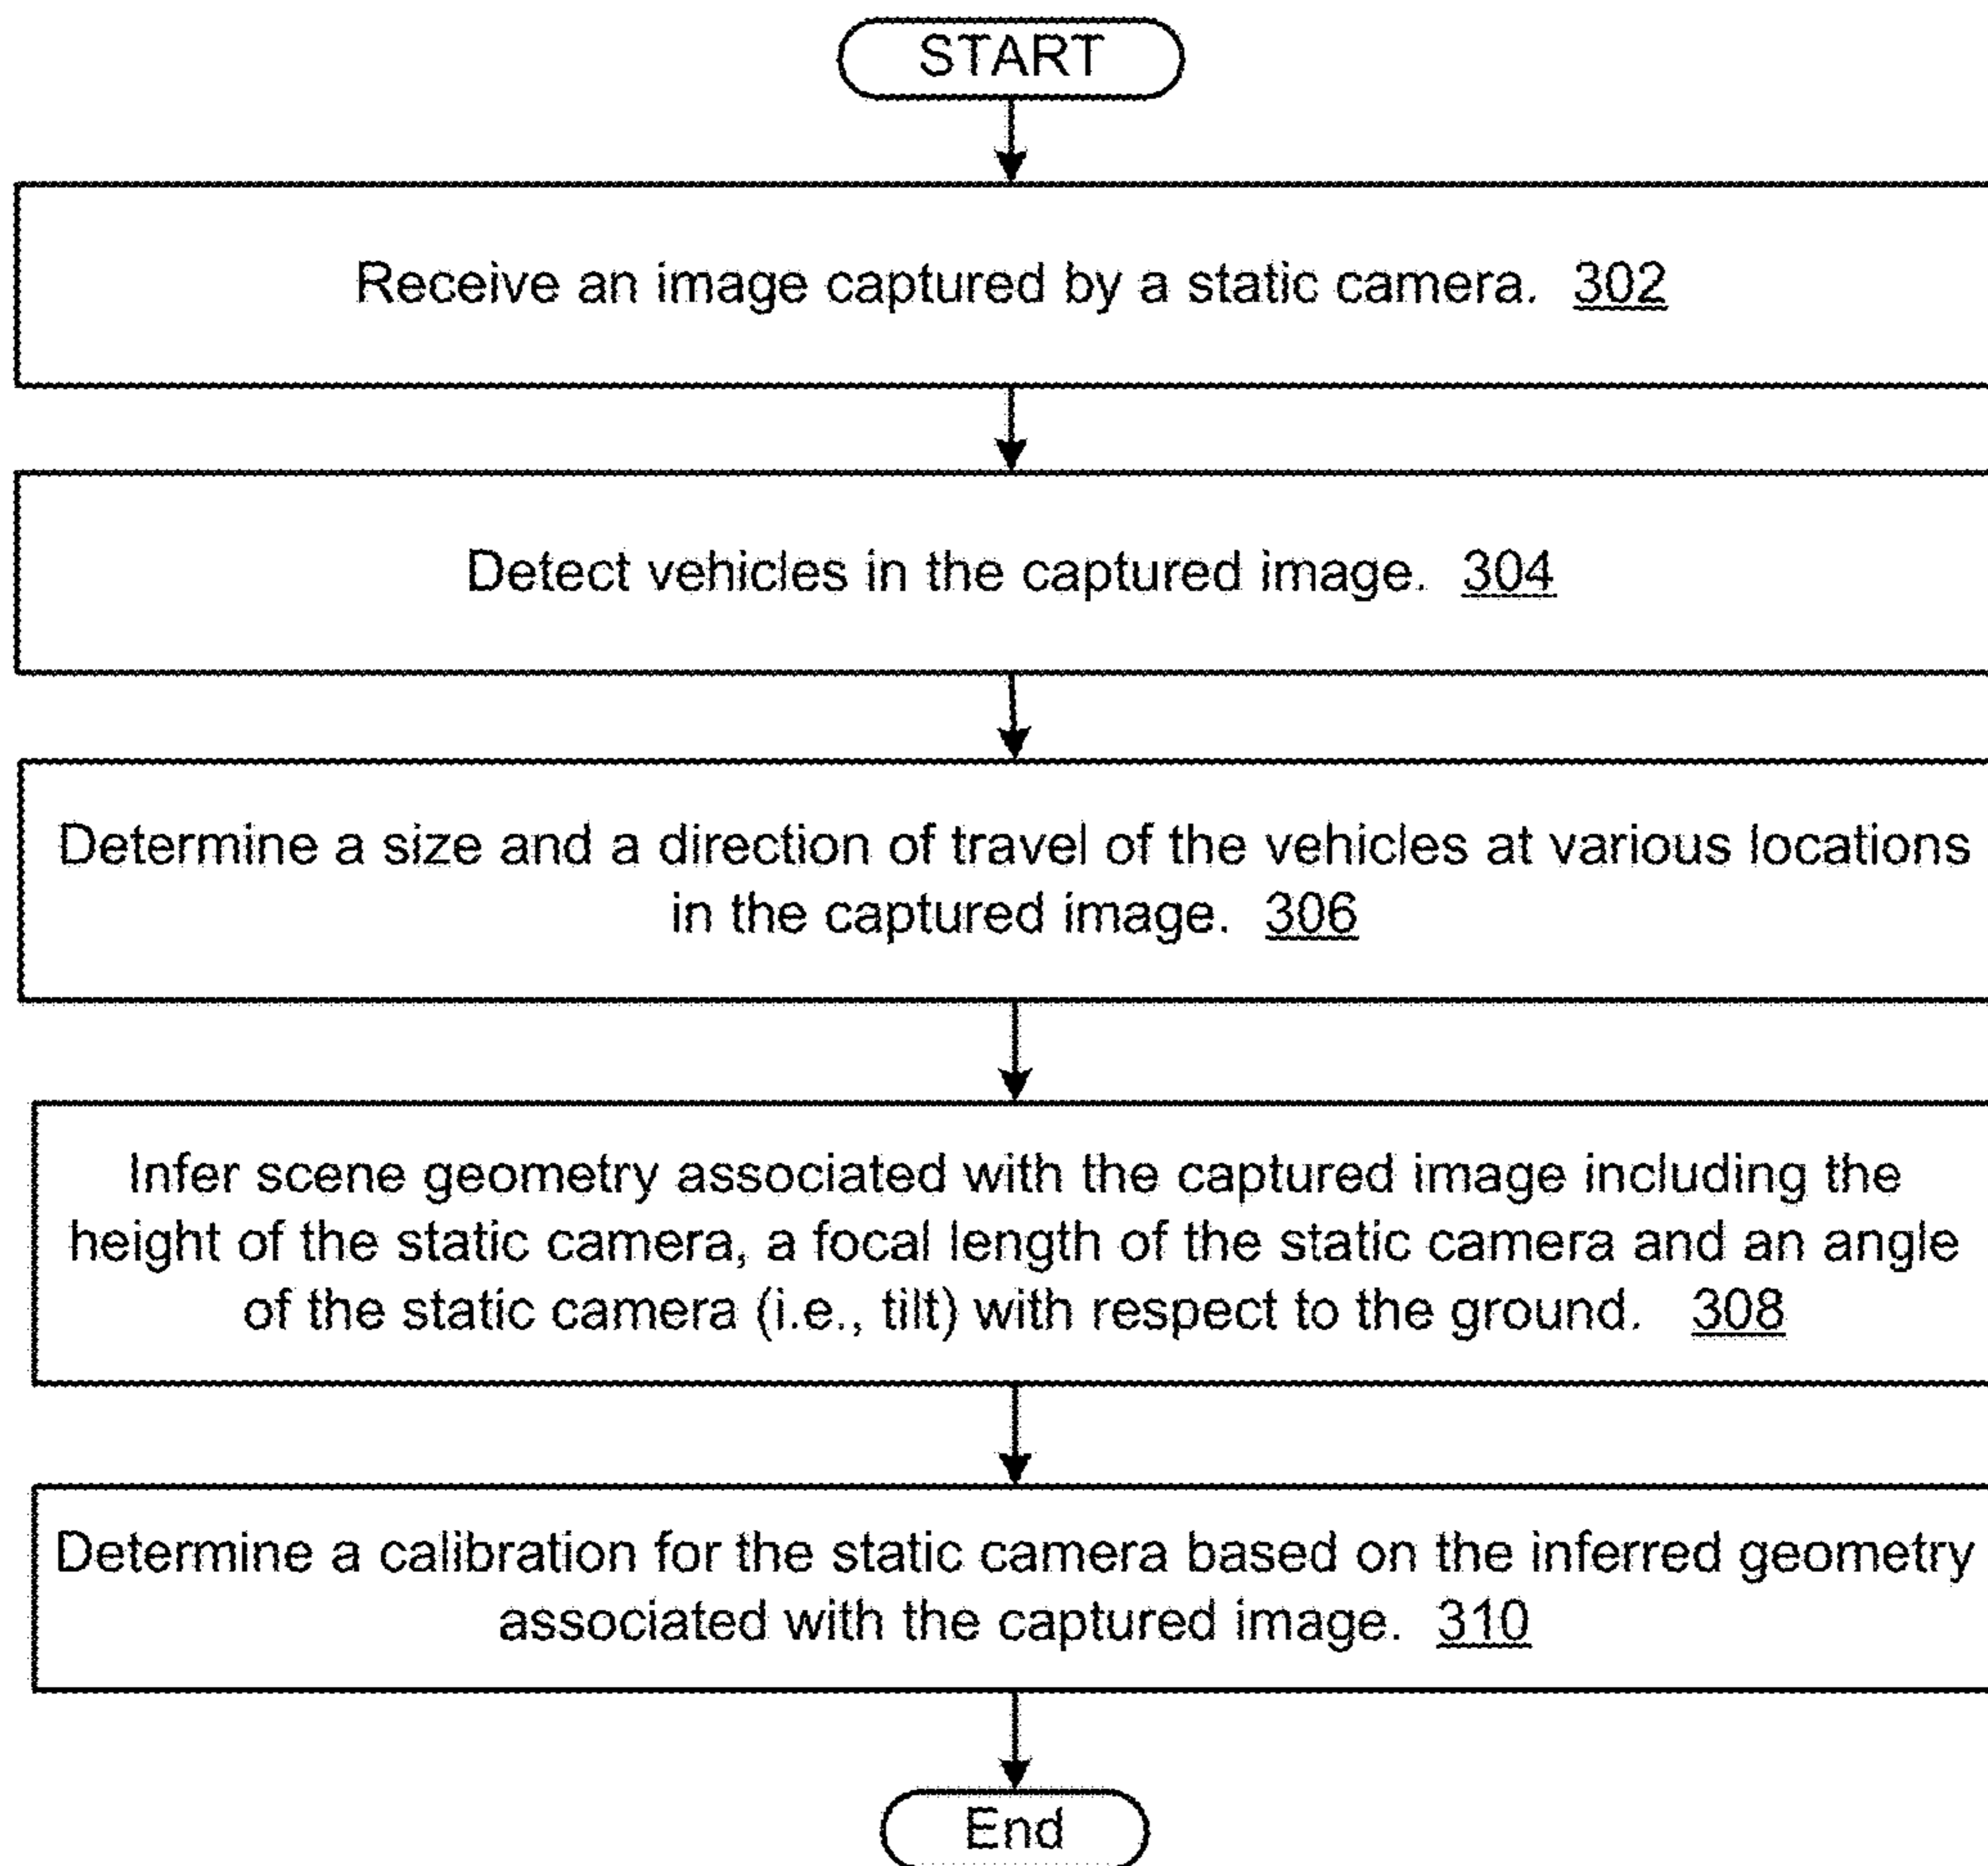 START
Receive an image captured by a static camera. 302
Detect vehicles in the captured image. 304
Determine a size and a direction of travel of the vehicles at various locations
in the captured image. 306
Infer scene geometry associated with the captured image including the
height of the static camera, a focal length of the static camera and an angle
of the static camera (i.e., tilt) with respect to the ground. 308
Determine a calibration for the static camera based on the inferred geometry
associated with the captured image. 310
End